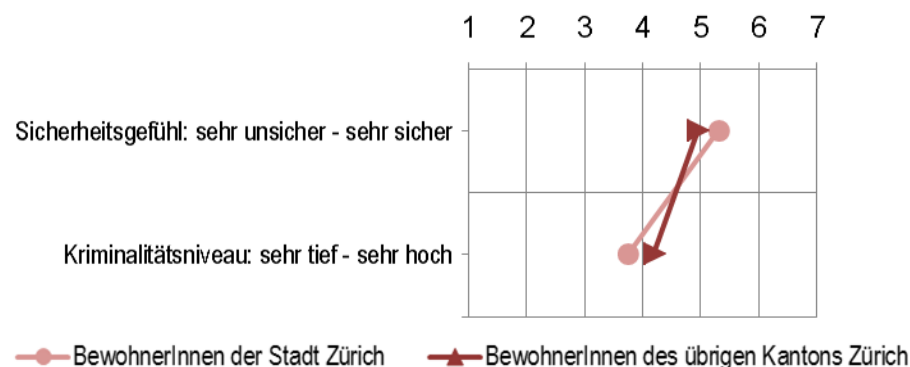 1 2 3 4 5 6 7
Sicherheitsgefühl: sehr unsicher - sehr sicher
Kriminalitätsniveau: sehr tief - sehr hoch
BewohnerInnen der Stadt Zürich BewohnerInnen des übrigen Kantons Zürich